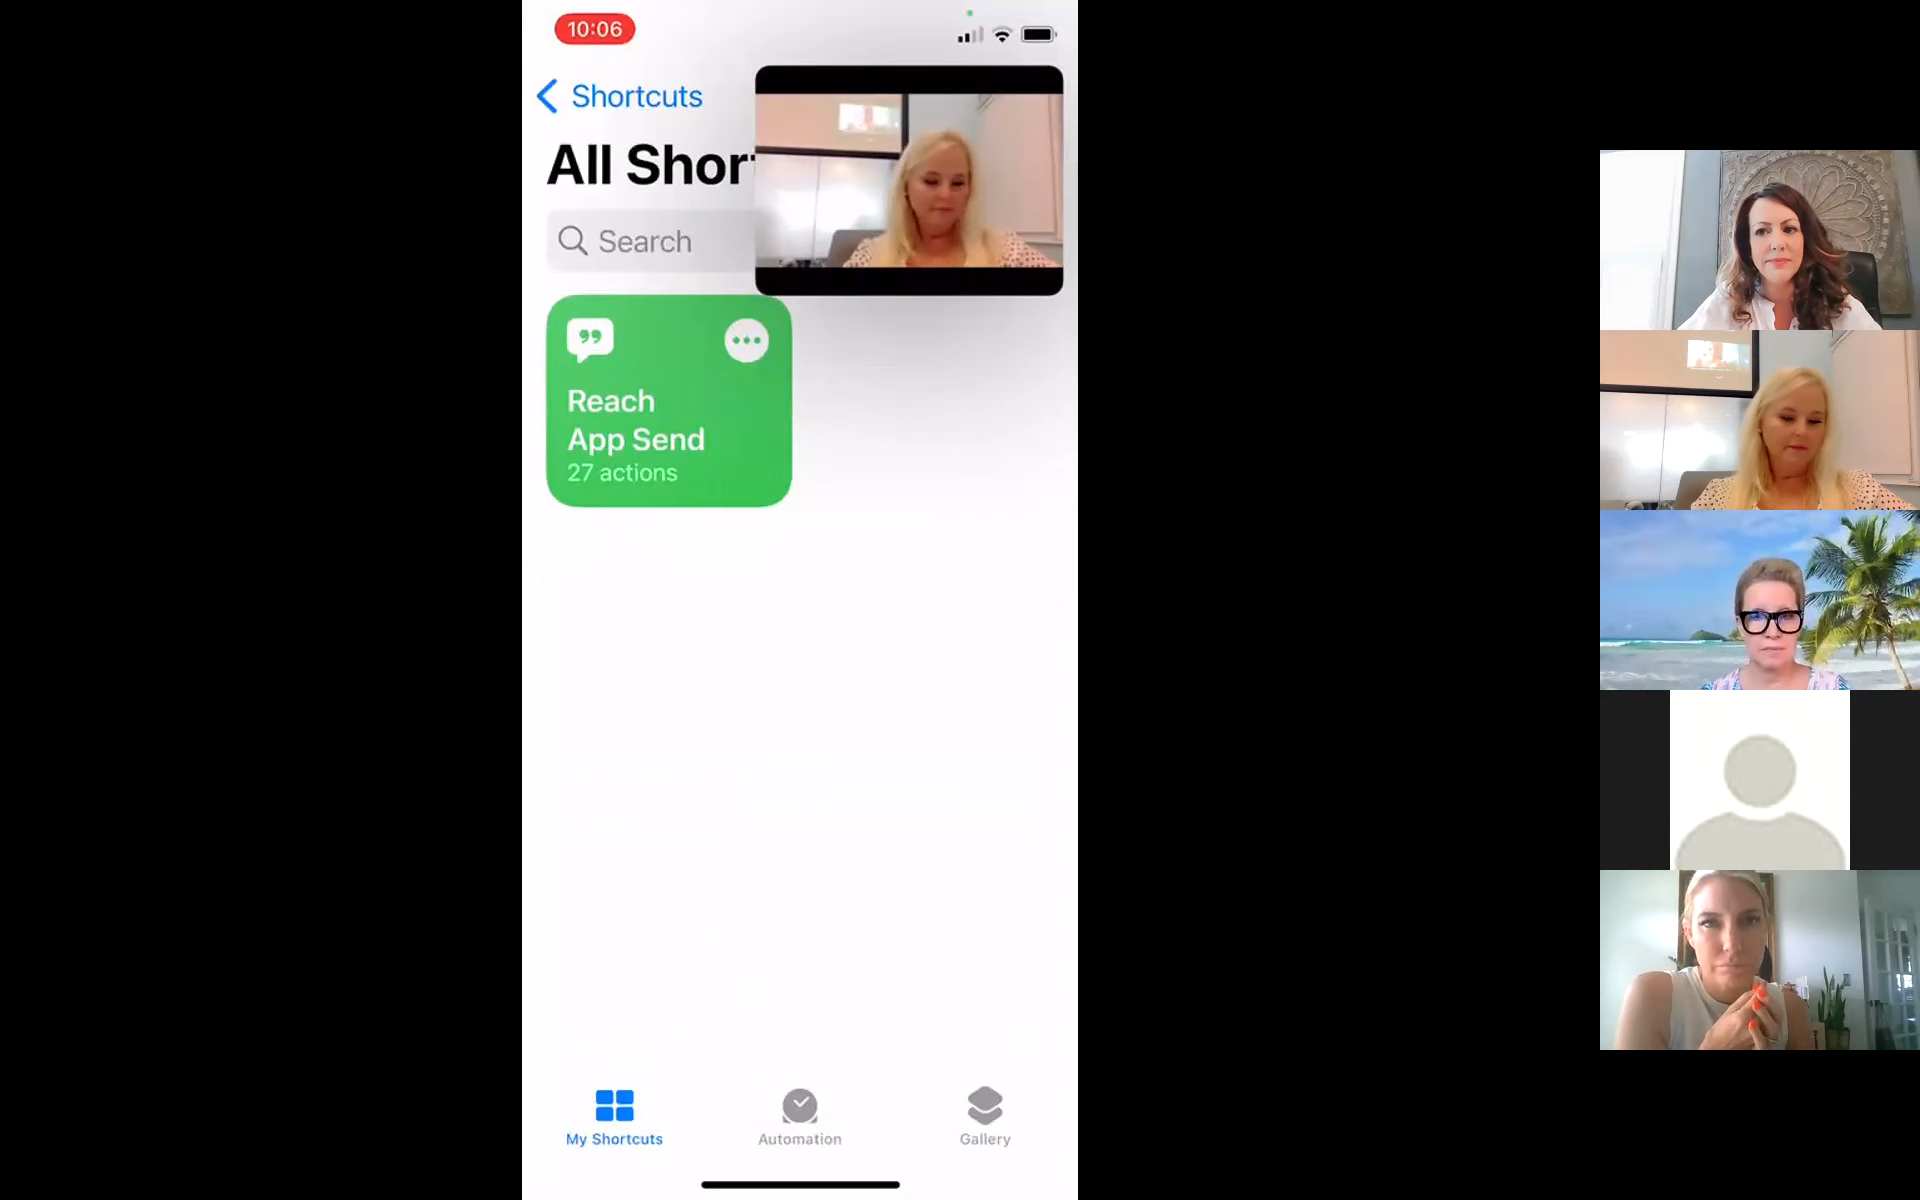 10:06
Shortcuts
All Shor
Search
Reach
App Send
27 actions
My Shortcuts
Automation
Gallery